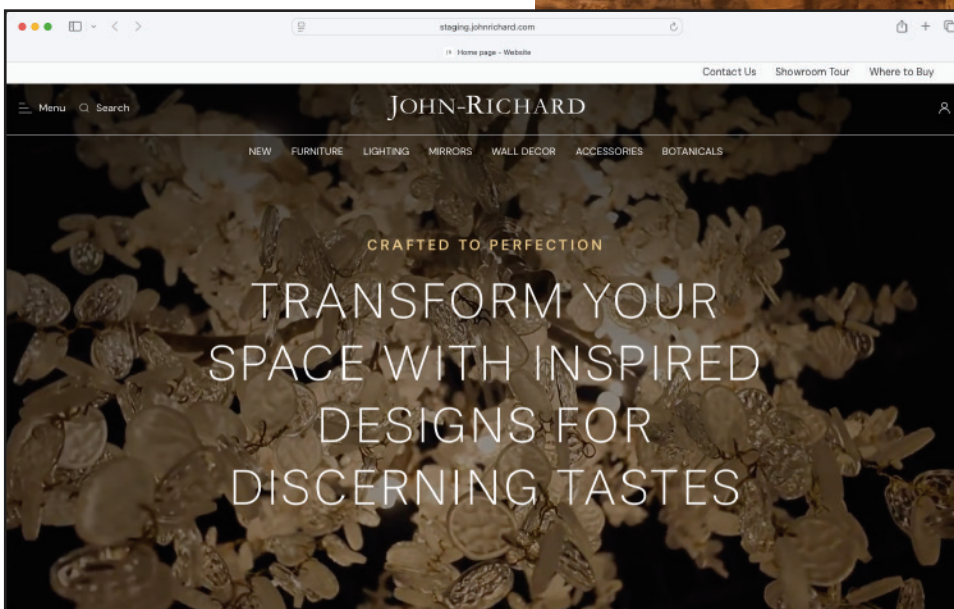 staging.johnrichard.com
Home page - Website
Contact Us Showroom Tour Where to Buy
Menu Search
JOHN-RICHARD
NEW FURNITURE LIGHTING MIRRORS WALL DECOR ACCESSORIES BOTANICALS
CRAFTED TO PERFECTION
TRANSFORM YOUR
SPACE WITH INSPIRED
DESIGNS FOR
DISCERNING TASTES